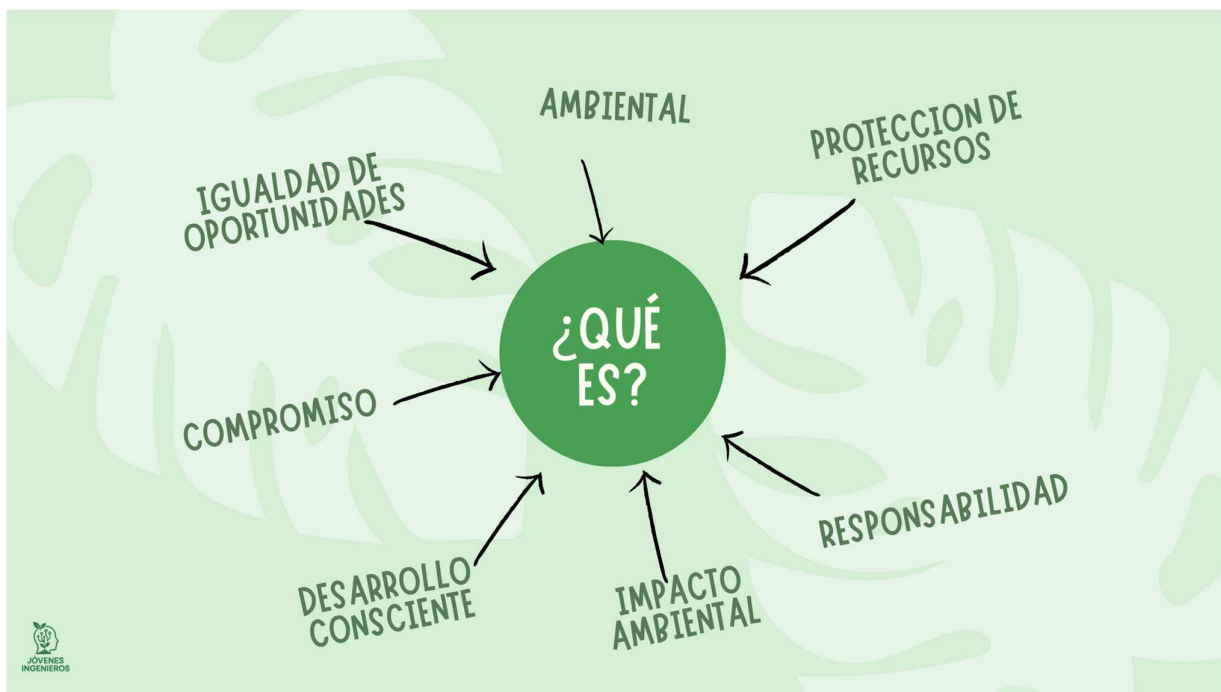 AMBIENTAL
PROTECCION DE
RECURSOS
IGUALDAD DE
OPORTUNIDADES
¿QUÉ
ES?
COMPROMISO
RESPONSABILIDAD
DESARROLLO
CONSCIENTE
IMPACTO
AMBIENTAL
JÓVENES
INGENIEROS